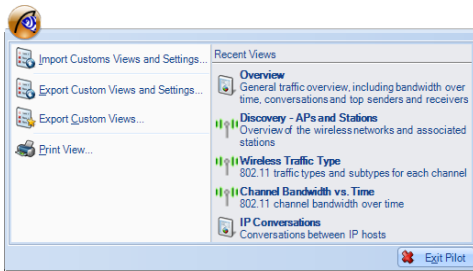 Import Customs Views and Settings...
Export Custom Views and Settings...
Export Custom Views...
Print View...
Recent Views
Overview
General traffic overview, including bandwidth over
time, conversations and top senders and receivers
Discovery - APs and Stations
Overview of the wireless networks and associated
stations
Wireless Traffic Type
802.11 traffic types and subtypes for each channel
Channel Bandwidth vs. Time
802.11 channel bandwidth over time
IP Conversations
Conversations between IP hosts
Exit Pilot